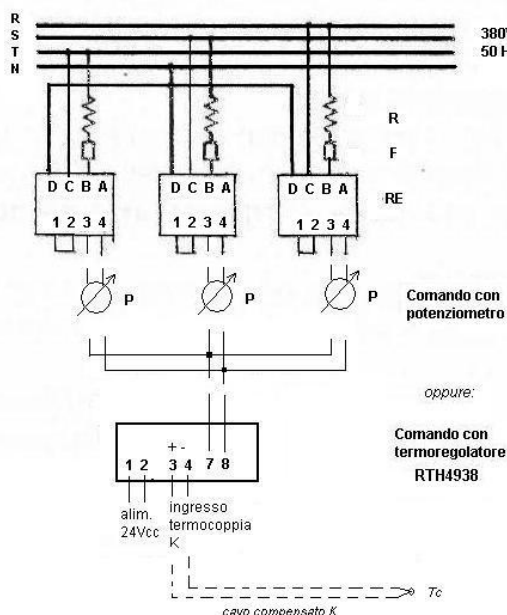 R
S
T
N
380V
50 H
R
F
D C B A
1 2 3 4
D C B A
1 2 3 4
D C B A
1 2 3 4
RE
P
P
P
Comando con
potenziometro
oppure:
Comando con
termoregolatore
RTH4938
+ -
1 2 3 4 7 8
alim.
24Vcc
ingresso
termocoppia
K
Tc
cavo compensato K